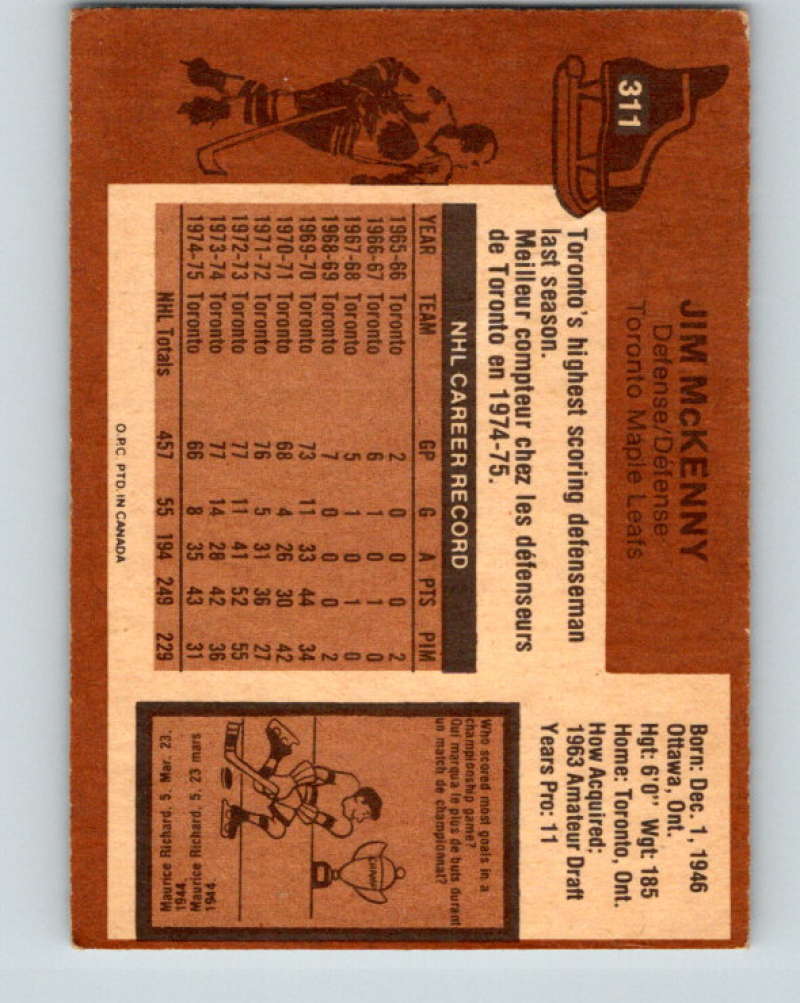 311
JIM McKENNY
Defense/Défense
Toronto Maple Leafs
Born: Dec. 1, 1946
Ottawa, Ont.
Hgt: 6'0" Wgt: 185
Home: Toronto, Ont.
How Acquired:
1963 Amateur Draft
Years Pro: 11
Toronto's highest scoring defenseman
last season.
Meilleur compteur chez les défenseurs
de Toronto en 1974-75.
NHL CAREER RECORD
YEAR TEAM GP G A PTS PIM
1965-66 Toronto 2 0 0 0 2
1966-67 Toronto 6 1 0 1 0
1967-68 Toronto 5 1 0 1 0
1968-69 Toronto 7 0 0 0 2
1969-70 Toronto 73 11 33 44 34
1970-71 Toronto 68 4 26 30 42
1971-72 Toronto 76 5 31 36 27
1972-73 Toronto 77 11 41 52 55
1973-74 Toronto 77 14 28 42 36
1974-75 Toronto 66 8 35 43 31
NHL Totals 457 55 194 249 229
Who scored most goals in a
championship game?
Qui marqua le plus de buts durant
un match de championnat?
Maurice Richard '5, 23 mars
1944
Maurice Richard, 5, Mar. 23,
1944
O.P.C. PTD. IN CANADA